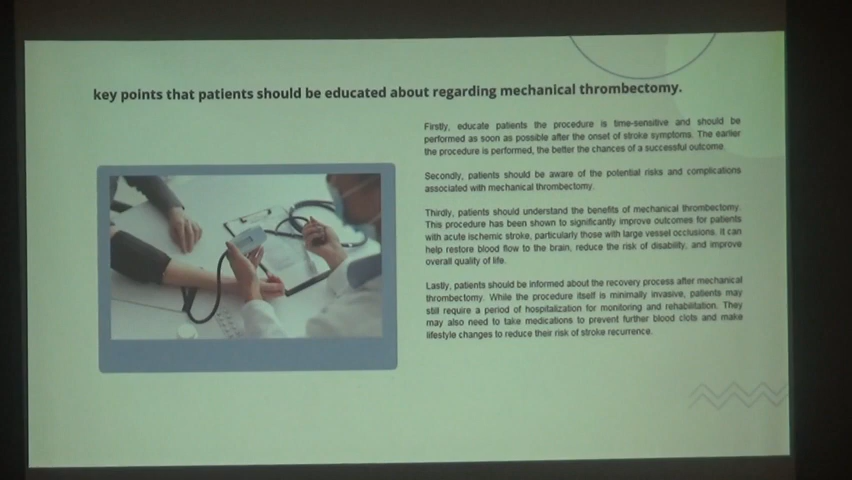 key points that patients should be educated about regarding mechanical thrombectomy.
Firstly, educate patients the procedure is time-sensitive and should be
performed as soon as possible after the onset of stroke symptoms. The earlier
the procedure is performed, the better the chances of a successful outcome.
Secondly, patients should be aware of the potential risks and complications
associated with mechanical thrombectomy.
Thirdly, patients should understand the benefits of mechanical thrombectomy.
This procedure has been shown to significantly improve outcomes for patients
with acute ischemic stroke, particularly those with large vessel occlusions. It can
help restore blood flow to the brain, reduce the risk of disability, and improve
overall quality of life.
Lastly, patients should be informed about the recovery process after mechanical
thrombectomy. While the procedure itself is minimally invasive, patients may
still require a period of hospitalization for monitoring and rehabilitation. They
may also need to take medications to prevent further blood clots and make
lifestyle changes to reduce their risk of stroke recurrence.